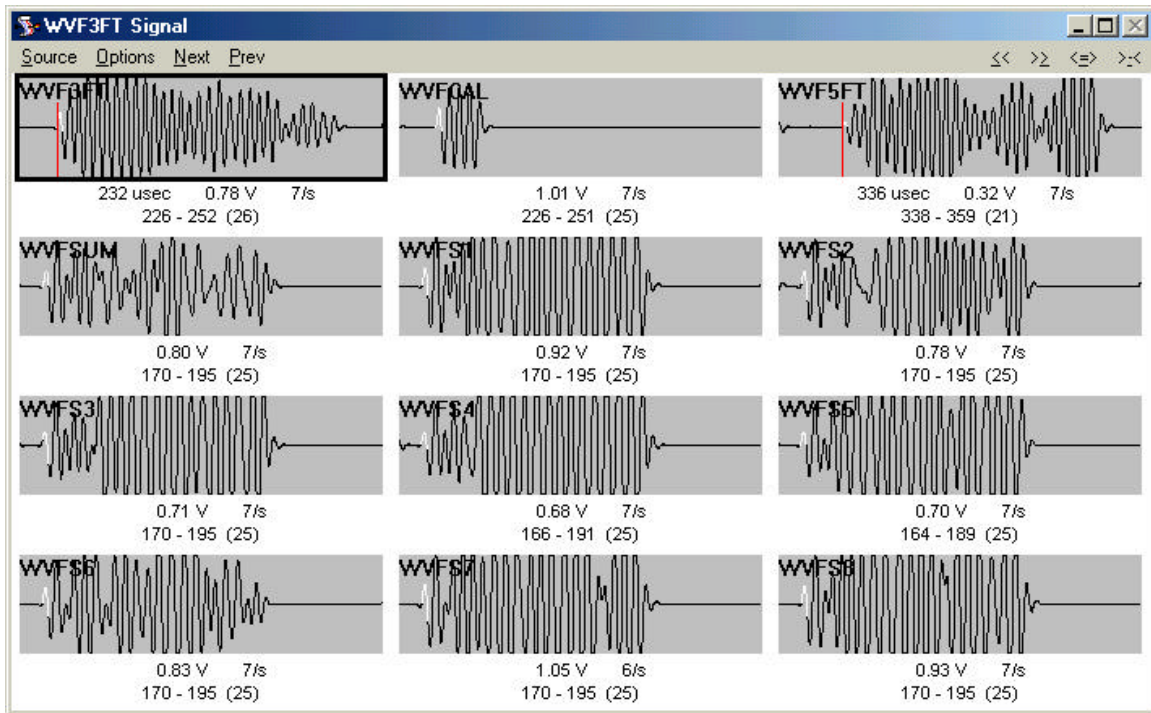 WVF3FT Signal
Source Options Next Prev << >> <=> >-<
WVF3FT WVFCAL WVF5FT
232 usec 0.78 V 7/s 1.01 V 7/s 336 usec 0.32 V 7/s
226 - 252 (26) 226 - 251 (25) 338 - 359 (21)
WVFSUM WVFS1 WVFS2
0.80 V 7/s 0.92 V 7/s 0.78 V 7/s
170 - 195 (25) 170 - 195 (25) 170 - 195 (25)
WVFS3 WVFS4 WVFS5
0.71 V 7/s 0.68 V 7/s 0.70 V 7/s
170 - 195 (25) 166 - 191 (25) 164 - 189 (25)
WVFS6 WVFS7 WVFS8
0.83 V 7/s 1.05 V 6/s 0.93 V 7/s
170 - 195 (25) 170 - 195 (25) 170 - 195 (25)